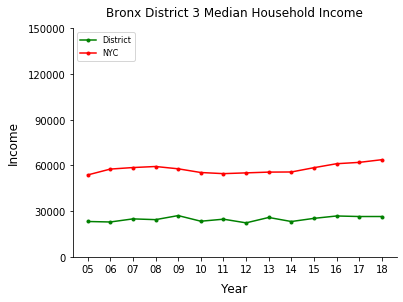 Bronx District 3 Median Household Income
150000
120000
90000
60000
30000
0
Income
District
NYC
05 06 07 08 09 10 11 12 13 14 15 16 17 18
Year